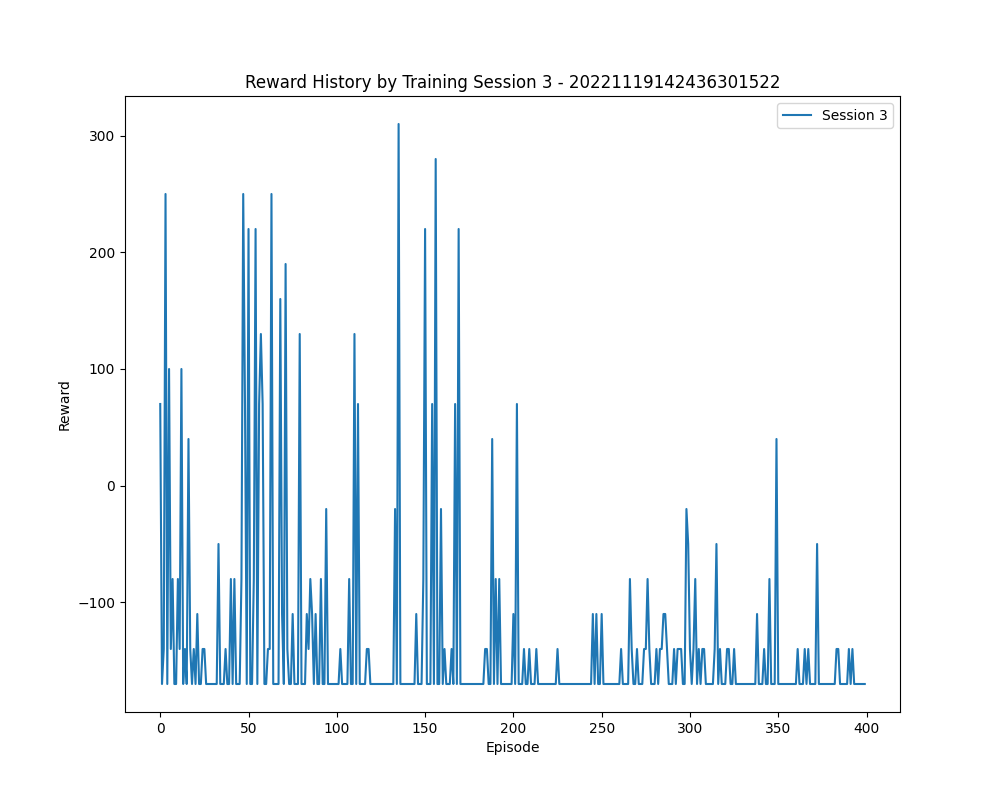 Reward History by Training Session 3 - 20221119142436301522
Session 3
300
200
100
0
−100
Reward
0 50 100 150 200 250 300 350 400
Episode